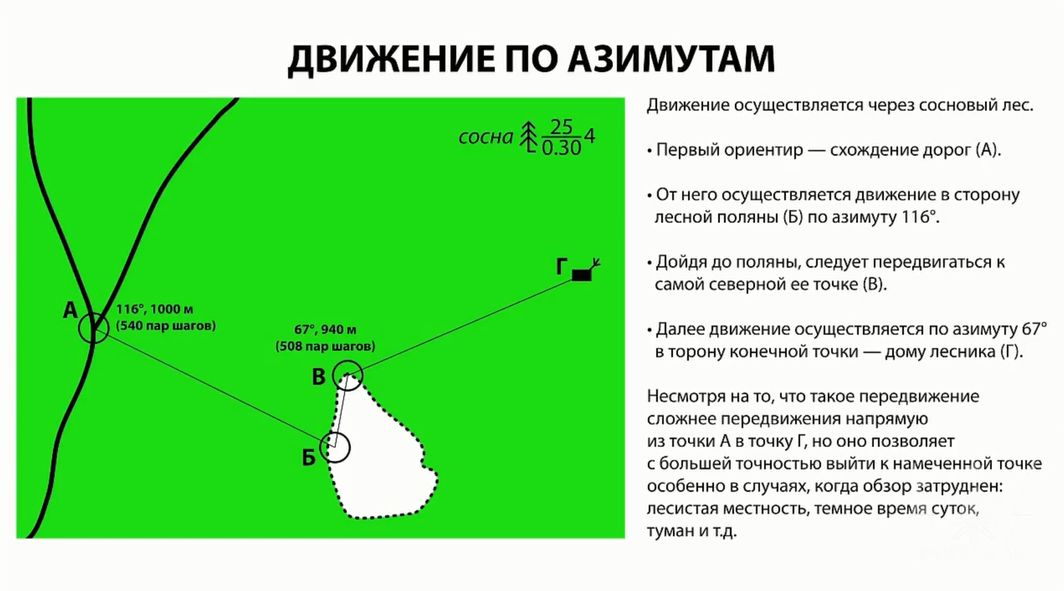 ДВИЖЕНИЕ ПО АЗИМУТАМ
сосна 25 4
0.30
А
116°, 1000 м
(540 пар шагов)
67°, 940 м
(508 пар шагов)
В
Г
Б
Движение осуществляется через сосновый лес.
• Первый ориентир — схождение дорог (А).
• От него осуществляется движение в сторону
лесной поляны (Б) по азимуту 116°.
• Дойдя до поляны, следует передвигаться к
самой северной ее точке (В).
• Далее движение осуществляется по азимуту 67°
в торону конечной точки — дому лесника (Г).
Несмотря на то, что такое передвижение
сложнее передвижения напрямую
из точки А в точку Г, но оно позволяет
с большей точностью выйти к намеченной точке
особенно в случаях, когда обзор затруднен:
лесистая местность, темное время суток,
туман и т.д.